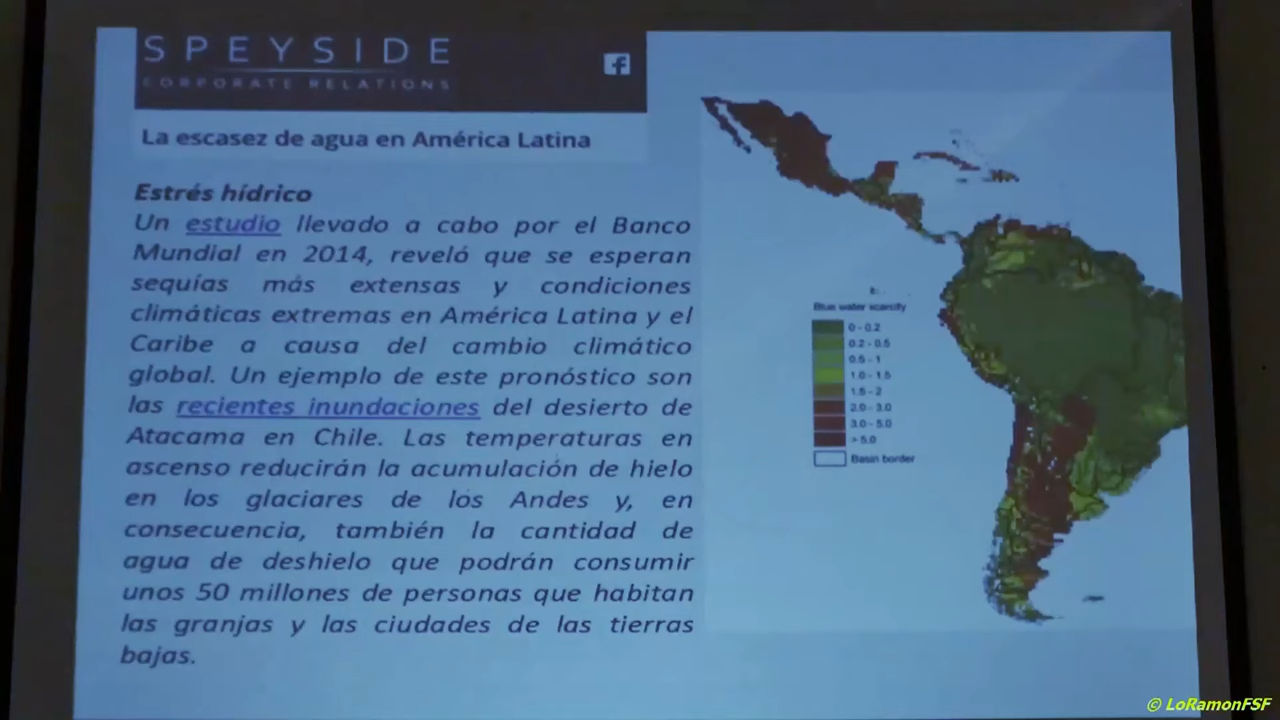 SPEYSIDE
CORPORATE RELATIONS
f
La escasez de agua en América Latina
Estrés hídrico
Un estudio llevado a cabo por el Banco
Mundial en 2014, reveló que se esperan
sequías más extensas y condiciones
climáticas extremas en América Latina y el
Caribe a causa del cambio climático
global. Un ejemplo de este pronóstico son
las recientes inundaciones del desierto de
Atacama en Chile. Las temperaturas en
ascenso reducirán la acumulación de hielo
en los glaciares de los Andes y, en
consecuencia, también la cantidad de
agua de deshielo que podrán consumir
unos 50 millones de personas que habitan
las granjas y las ciudades de las tierras
bajas.
Blue water scarcity
0 - 0.2
0.2 - 0.5
0.5 - 1
1.0 - 1.5
1.5 - 2
2.0 - 3.0
3.0 - 5.0
> 5.0
Basin border
© LoRamonFSF